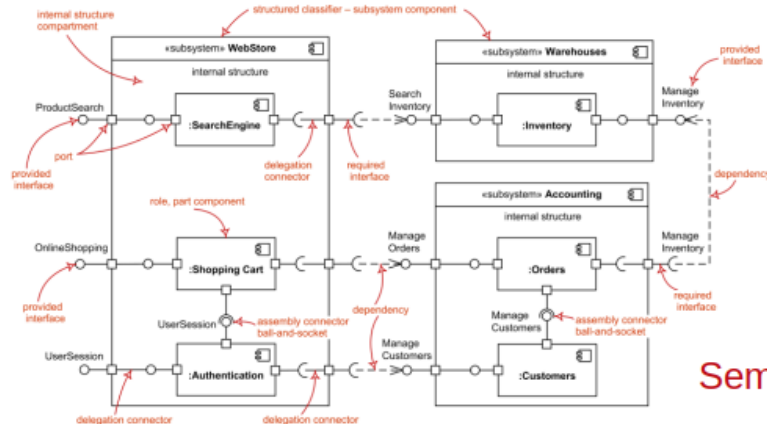 structured classifier – subsystem component
internal structure
compartment
«subsystem» WebStore
«subsystem» Warehouses
provided
interface
internal structure
internal structure
ProductSearch
Search
Inventory
Manage
Inventory
:SearchEngine
:Inventory
port
provided
interface
delegation
connector
required
interface
dependency
role, part component
«subsystem» Accounting
internal structure
OnlineShopping
Manage
Orders
Manage
Inventory
:Shopping Cart
:Orders
provided
interface
dependency
required
interface
UserSession
assembly connector
ball-and-socket
Manage
Customers
assembly connector
ball-and-socket
UserSession
Manage
Customers
:Authentication
:Customers
Sem
delegation connector
delegation connector